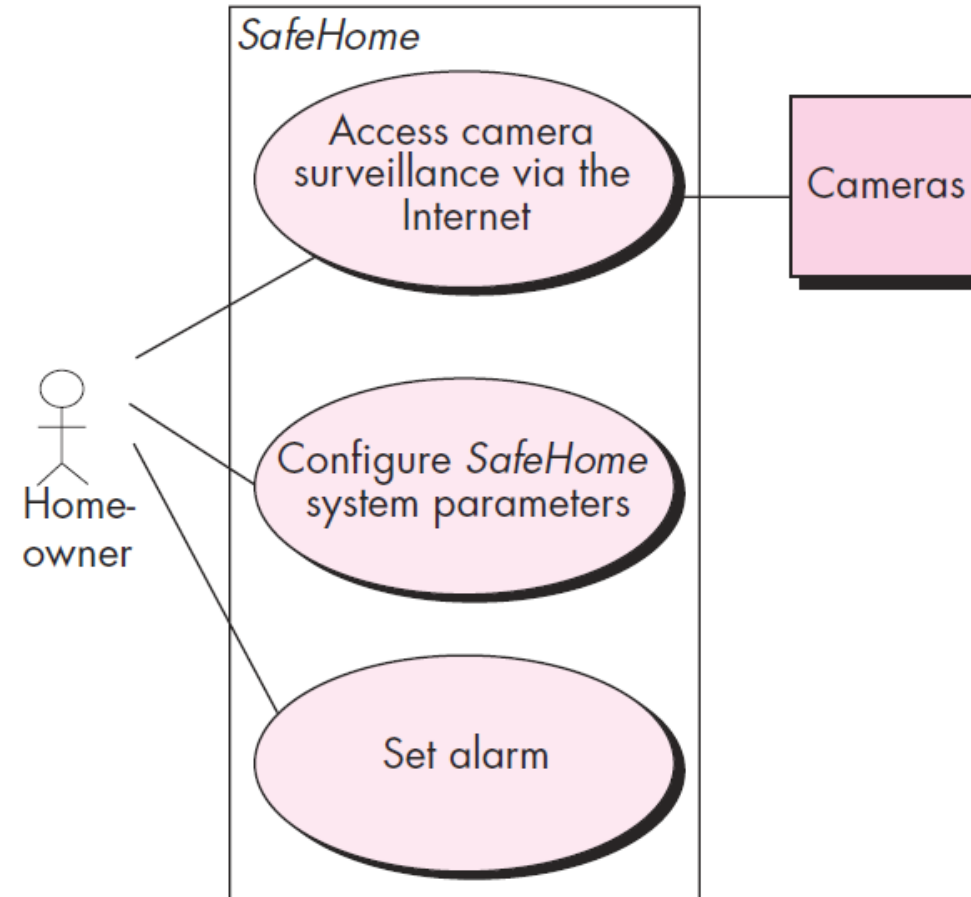 SafeHome
Access camera
surveillance via the
Internet
Cameras
Configure SafeHome
system parameters
Home-
owner
Set alarm